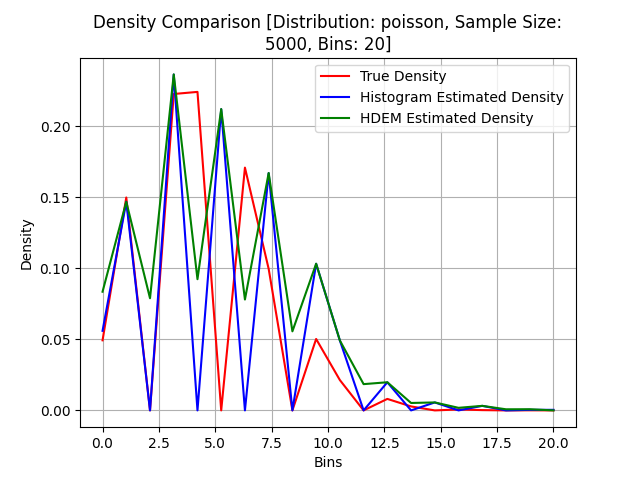 Density Comparison [Distribution: poisson, Sample Size:
5000, Bins: 20]
True Density
Histogram Estimated Density
HDEM Estimated Density
Density
0.20
0.15
0.10
0.05
0.00
0.0 2.5 5.0 7.5 10.0 12.5 15.0 17.5 20.0
Bins